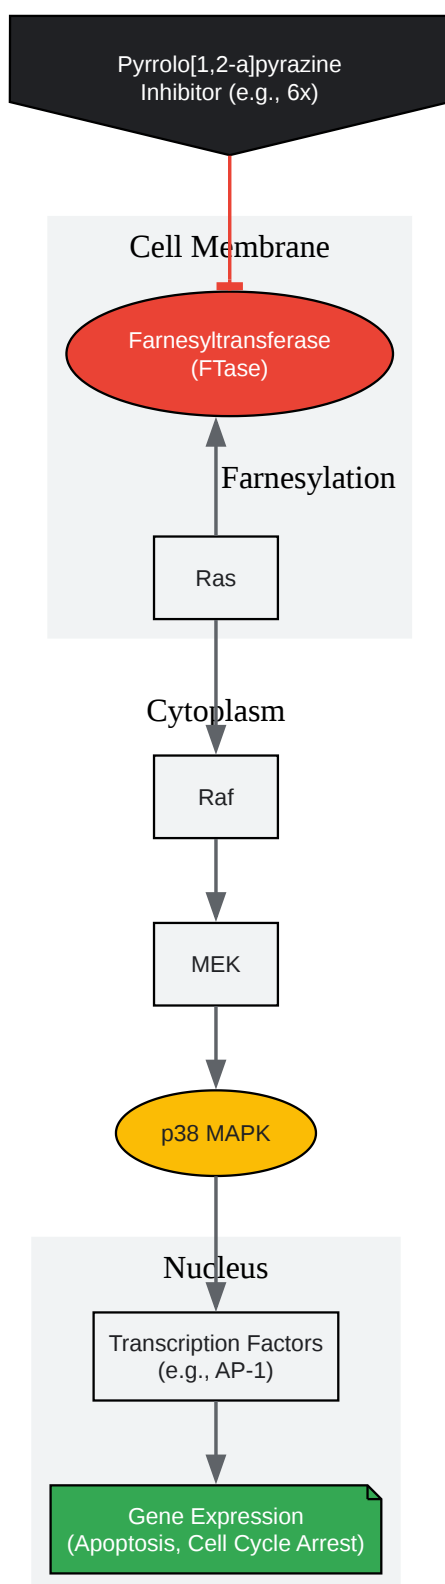 Pyrrolo[1,2-a]pyrazine
Inhibitor (e.g., 6x)
Cell Membrane
Farnesyltransferase
(FTase)
Farnesylation
Ras
Cytoplasm
Raf
MEK
p38 MAPK
Nucleus
Transcription Factors
(e.g., AP-1)
Gene Expression
(Apoptosis, Cell Cycle Arrest)